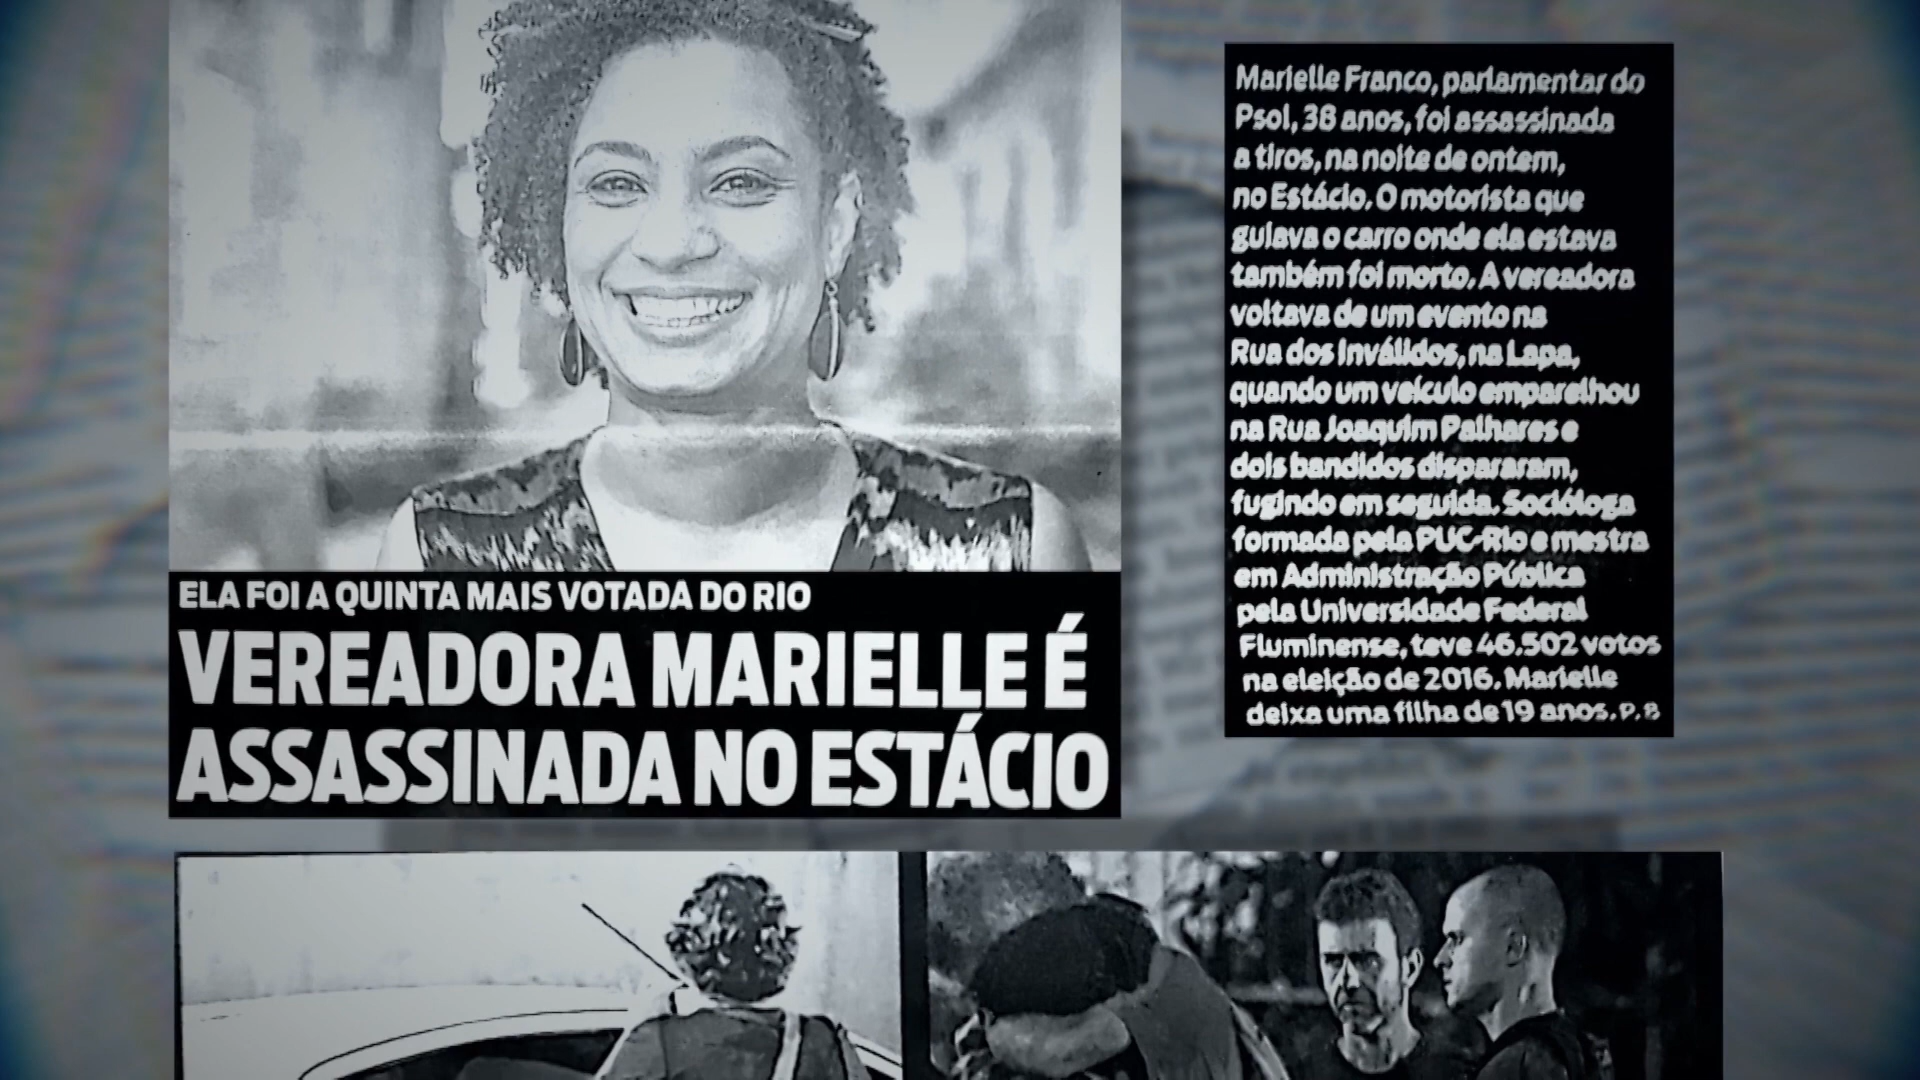 ELA FOI A QUINTA MAIS VOTADA DO RIO
VEREADORA MARIELLE É
ASSASSINADA NO ESTÁCIO
Marielle Franco, parlamentar do
Psol, 38 anos, foi assassinada
a tiros, na noite de ontem,
no Estácio. O motorista que
guiava o carro onde ela estava
também foi morto. A vereadora
voltava de um evento na
Rua dos Inválidos, na Lapa,
quando um veículo emparelhou
na Rua Joaquim Palhares e
dois bandidos dispararam,
fugindo em seguida. Socióloga
formada pela PUC-Rio e mestra
em Administração Pública
pela Universidade Federal
Fluminense, teve 46.502 votos
na eleição de 2016. Marielle
deixa uma filha de 19 anos. P. 8